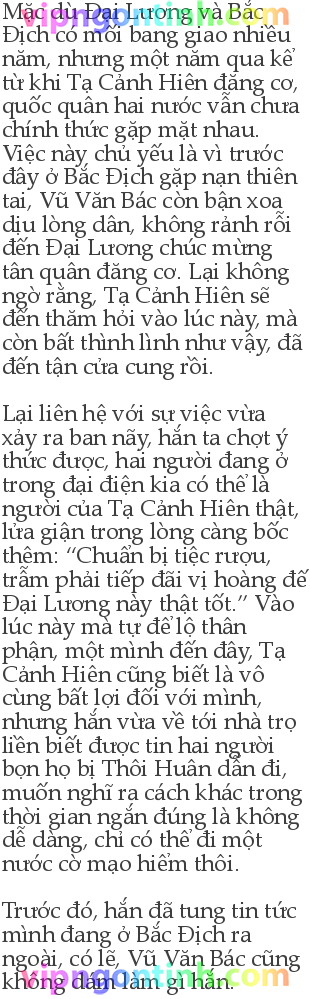 Mặc dù Đại Lương và Bắc
vipngontinh.com
Địch có mối bang giao nhiều
năm, nhưng một năm qua kể
từ khi Tạ Cảnh Hiên đăng cơ,
quốc quân hai nước vẫn chưa
chính thức gặp mặt nhau.
Việc này chủ yếu là vì trước
đây ở Bắc Địch gặp nạn thiên
tai, Vũ Văn Bác còn bận xoa
dịu lòng dân, không rảnh rỗi
đến Đại Lương chúc mừng
tân quân đăng cơ. Lại không
ngờ rằng, Tạ Cảnh Hiên sẽ
đến thăm hỏi vào lúc này, mà
còn bất thình lình như vậy, đã
đến tận cửa cung rồi.
Lại liên hệ với sự việc vừa
xảy ra ban nãy, hắn ta chợt ý
thức được, hai người đang ở
trong đại điện kia có thể là
người của Tạ Cảnh Hiên thật,
lửa giận trong lòng càng bốc
thêm: “Chuẩn bị tiệc rượu,
trẫm phải tiếp đãi vị hoàng đế
Đại Lương này thật tốt.” Vào
lúc này mà tự để lộ thân
phận, một mình đến đây, Tạ
Cảnh Hiên cũng biết là vô
cùng bất lợi đối với mình,
nhưng hắn vừa về tới nhà trọ
liền biết được tin hai người
bọn họ bị Thôi Huân dẫn đi,
muốn nghĩ ra cách khác trong
thời gian ngắn đúng là không
dễ dàng, chỉ có thể đi một
nước cờ mạo hiểm thôi.
Trước đó, hắn đã tung tin tức
mình đang ở Bắc Địch ra
ngoài, có lẽ, Vũ Văn Bác cũng
không dám làm gì hắn.
vipngontinh.com